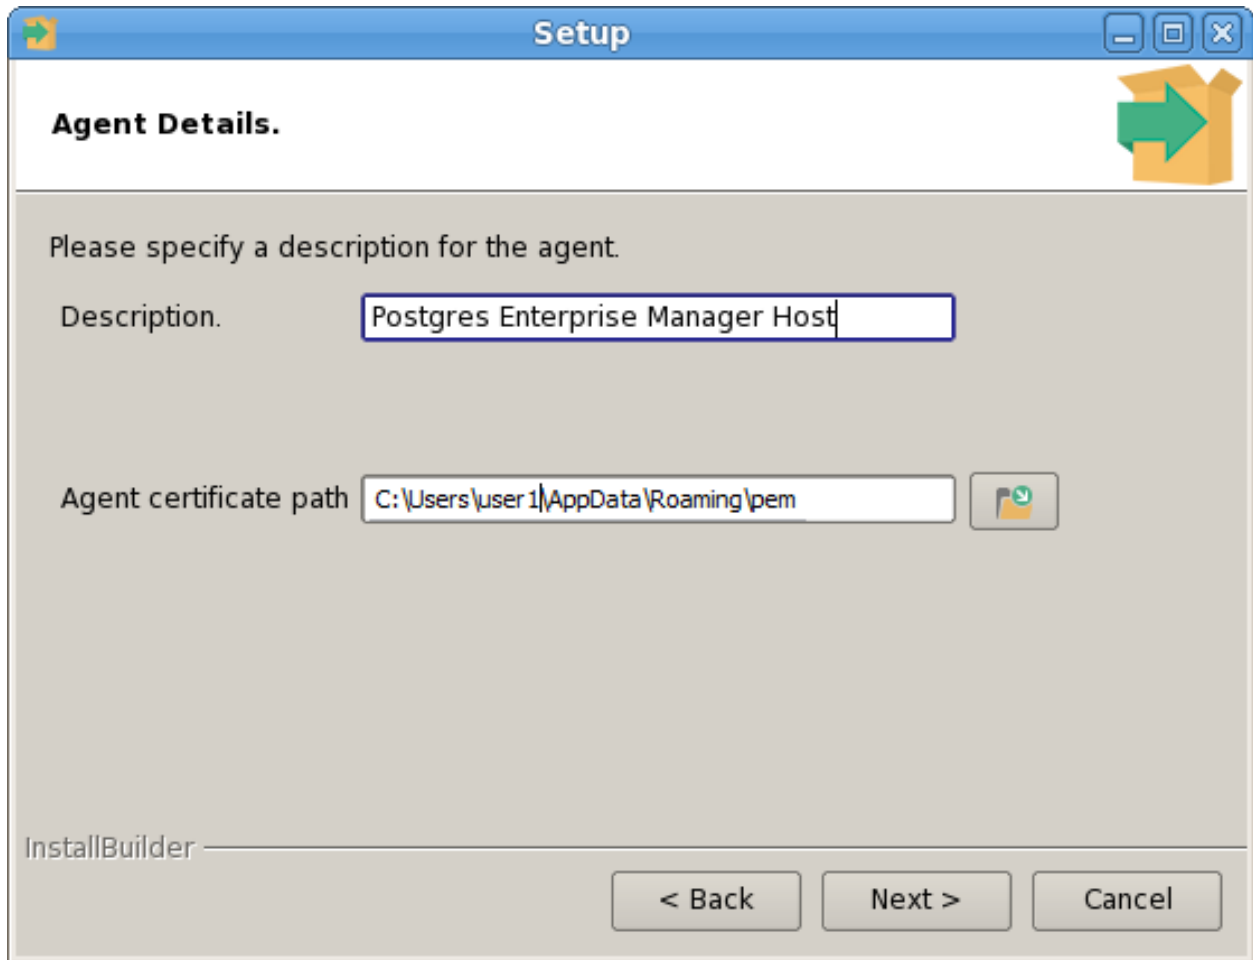 Setup
Agent Details.
Please specify a description for the agent.
Description.
Postgres Enterprise Manager Host
Agent certificate path
C:\Users\user1\AppData\Roaming\pem
InstallBuilder
< Back
Next >
Cancel